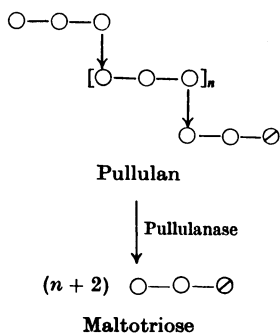 [ ]n
Pullulan
Pullulanase
(n + 2)
Maltotriose